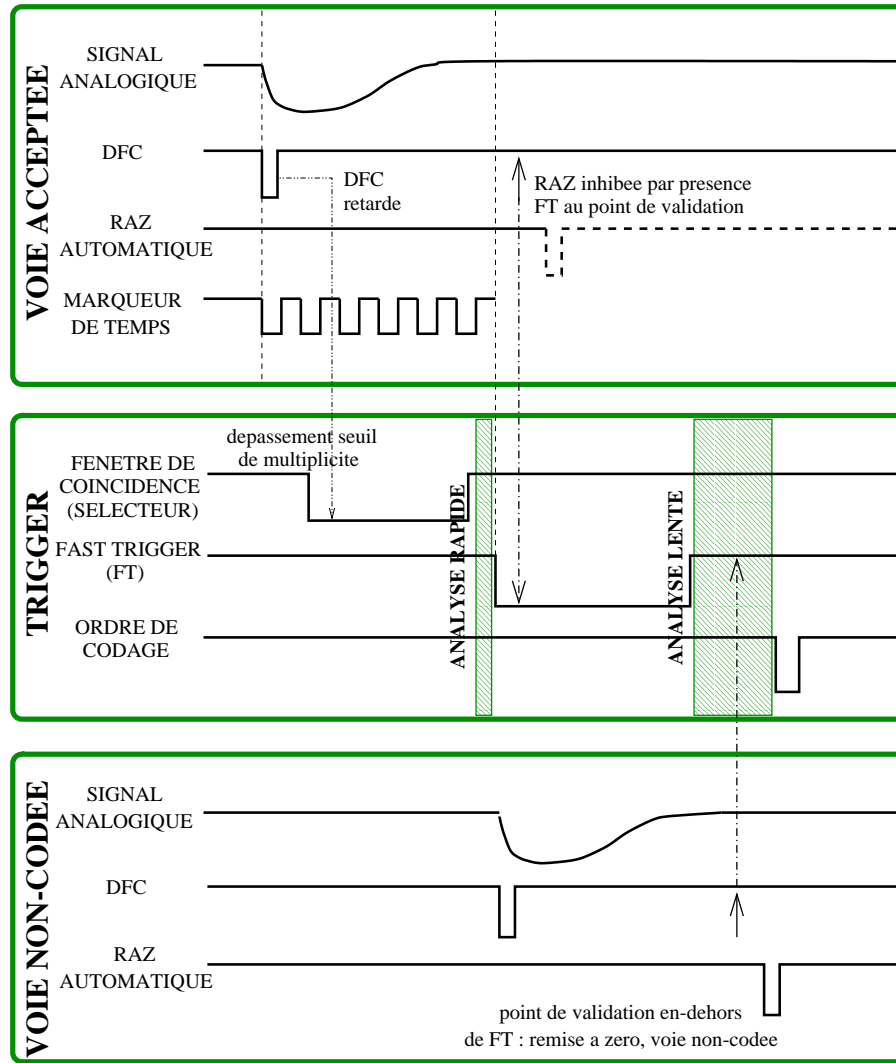 VOIE ACCEPTEE
SIGNAL
ANALOGIQUE
DFC
DFC
retarde
RAZ inhibee par presence
FT au point de validation
RAZ
AUTOMATIQUE
MARQUEUR
DE TEMPS
TRIGGER
depassement seuil
de multiplicite
FENETRE DE
COINCIDENCE
(SELECTEUR)
FAST TRIGGER
(FT)
ORDRE DE
CODAGE
ANALYSE RAPIDE
ANALYSE LENTE
VOIE NON-CODEE
SIGNAL
ANALOGIQUE
DFC
RAZ
AUTOMATIQUE
point de validation en-dehors
de FT : remise a zero, voie non-codee